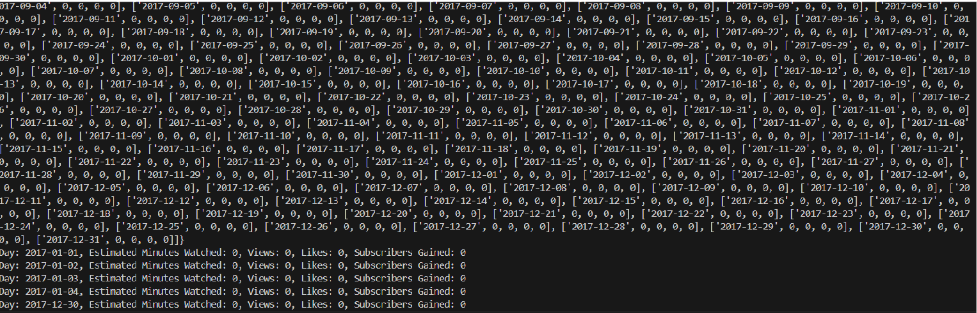 2017-09-04', 0, 0, 0, 0], ['2017-09-05', 0, 0, 0, 0], ['2017-09-06', 0, 0, 0, 0], ['2017-09-07', 0, 0, 0, 0], ['2017-09-08', 0, 0, 0, 0], ['2017-09-09', 0, 0, 0, 0], ['2017-09-10', 0,
0, 0, 0], ['2017-09-11', 0, 0, 0, 0], ['2017-09-12', 0, 0, 0, 0], ['2017-09-13', 0, 0, 0, 0], ['2017-09-14', 0, 0, 0, 0], ['2017-09-15', 0, 0, 0, 0], ['2017-09-16', 0, 0, 0, 0], ['201
7-09-17', 0, 0, 0, 0], ['2017-09-18', 0, 0, 0, 0], ['2017-09-19', 0, 0, 0, 0], ['2017-09-20', 0, 0, 0, 0], ['2017-09-21', 0, 0, 0, 0], ['2017-09-22', 0, 0, 0, 0], ['2017-09-23', 0, 0
, 0, 0], ['2017-09-24', 0, 0, 0, 0], ['2017-09-25', 0, 0, 0, 0], ['2017-09-26', 0, 0, 0, 0], ['2017-09-27', 0, 0, 0, 0], ['2017-09-28', 0, 0, 0, 0], ['2017-09-29', 0, 0, 0, 0], ['2017-
09-30', 0, 0, 0, 0], ['2017-10-01', 0, 0, 0, 0], ['2017-10-02', 0, 0, 0, 0], ['2017-10-03', 0, 0, 0, 0], ['2017-10-04', 0, 0, 0, 0], ['2017-10-05', 0, 0, 0, 0], ['2017-10-06', 0, 0, 0
, 0], ['2017-10-07', 0, 0, 0, 0], ['2017-10-08', 0, 0, 0, 0], ['2017-10-09', 0, 0, 0, 0], ['2017-10-10', 0, 0, 0, 0], ['2017-10-11', 0, 0, 0, 0], ['2017-10-12', 0, 0, 0, 0], ['2017-10
-13', 0, 0, 0, 0], ['2017-10-14', 0, 0, 0, 0], ['2017-10-15', 0, 0, 0, 0], ['2017-10-16', 0, 0, 0, 0], ['2017-10-17', 0, 0, 0, 0], ['2017-10-18', 0, 0, 0, 0], ['2017-10-19', 0, 0, 0,
0], ['2017-10-20', 0, 0, 0, 0], ['2017-10-21', 0, 0, 0, 0], ['2017-10-22', 0, 0, 0, 0], ['2017-10-23', 0, 0, 0, 0], ['2017-10-24', 0, 0, 0, 0], ['2017-10-25', 0, 0, 0, 0], ['2017-10-2
6', 0, 0, 0, 0], ['2017-10-27', 0, 0, 0, 0], ['2017-10-28', 0, 0, 0, 0], ['2017-10-29', 0, 0, 0, 0], ['2017-10-30', 0, 0, 0, 0], ['2017-10-31', 0, 0, 0, 0], ['2017-11-01', 0, 0, 0, 0]
, ['2017-11-02', 0, 0, 0, 0], ['2017-11-03', 0, 0, 0, 0], ['2017-11-04', 0, 0, 0, 0], ['2017-11-05', 0, 0, 0, 0], ['2017-11-06', 0, 0, 0, 0], ['2017-11-07', 0, 0, 0, 0], ['2017-11-08'
, 0, 0, 0, 0], ['2017-11-09', 0, 0, 0, 0], ['2017-11-10', 0, 0, 0, 0], ['2017-11-11', 0, 0, 0, 0], ['2017-11-12', 0, 0, 0, 0], ['2017-11-13', 0, 0, 0, 0], ['2017-11-14', 0, 0, 0, 0],
['2017-11-15', 0, 0, 0, 0], ['2017-11-16', 0, 0, 0, 0], ['2017-11-17', 0, 0, 0, 0], ['2017-11-18', 0, 0, 0, 0], ['2017-11-19', 0, 0, 0, 0], ['2017-11-20', 0, 0, 0, 0], ['2017-11-21',
0, 0, 0, 0], ['2017-11-22', 0, 0, 0, 0], ['2017-11-23', 0, 0, 0, 0], ['2017-11-24', 0, 0, 0, 0], ['2017-11-25', 0, 0, 0, 0], ['2017-11-26', 0, 0, 0, 0], ['2017-11-27', 0, 0, 0, 0], ['
2017-11-28', 0, 0, 0, 0], ['2017-11-29', 0, 0, 0, 0], ['2017-11-30', 0, 0, 0, 0], ['2017-12-01', 0, 0, 0, 0], ['2017-12-02', 0, 0, 0, 0], ['2017-12-03', 0, 0, 0, 0], ['2017-12-04', 0,
0, 0, 0], ['2017-12-05', 0, 0, 0, 0], ['2017-12-06', 0, 0, 0, 0], ['2017-12-07', 0, 0, 0, 0], ['2017-12-08', 0, 0, 0, 0], ['2017-12-09', 0, 0, 0, 0], ['2017-12-10', 0, 0, 0, 0], ['20
17-12-11', 0, 0, 0, 0], ['2017-12-12', 0, 0, 0, 0], ['2017-12-13', 0, 0, 0, 0], ['2017-12-14', 0, 0, 0, 0], ['2017-12-15', 0, 0, 0, 0], ['2017-12-16', 0, 0, 0, 0], ['2017-12-17', 0, 0
, 0, 0], ['2017-12-18', 0, 0, 0, 0], ['2017-12-19', 0, 0, 0, 0], ['2017-12-20', 0, 0, 0, 0], ['2017-12-21', 0, 0, 0, 0], ['2017-12-22', 0, 0, 0, 0], ['2017-12-23', 0, 0, 0, 0], ['2017
-12-24', 0, 0, 0, 0], ['2017-12-25', 0, 0, 0, 0], ['2017-12-26', 0, 0, 0, 0], ['2017-12-27', 0, 0, 0, 0], ['2017-12-28', 0, 0, 0, 0], ['2017-12-29', 0, 0, 0, 0], ['2017-12-30', 0, 0,
0, 0], ['2017-12-31', 0, 0, 0, 0]]}
Day: 2017-01-01, Estimated Minutes Watched: 0, Views: 0, Likes: 0, Subscribers Gained: 0
Day: 2017-01-02, Estimated Minutes Watched: 0, Views: 0, Likes: 0, Subscribers Gained: 0
Day: 2017-01-03, Estimated Minutes Watched: 0, Views: 0, Likes: 0, Subscribers Gained: 0
Day: 2017-01-04, Estimated Minutes Watched: 0, Views: 0, Likes: 0, Subscribers Gained: 0
Day: 2017-12-30, Estimated Minutes Watched: 0, Views: 0, Likes: 0, Subscribers Gained: 0